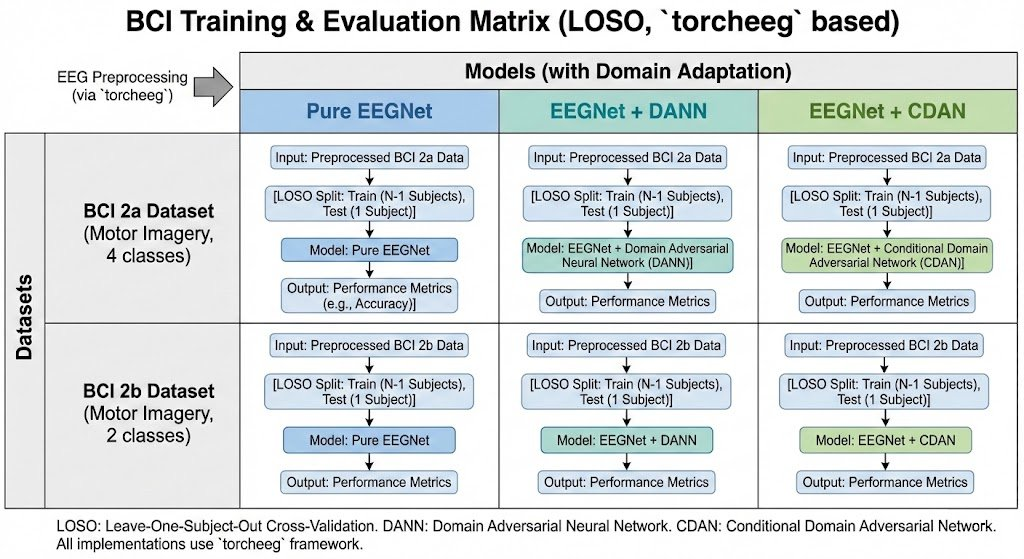 BCI Training & Evaluation Matrix (LOSO, `torcheeg` based)
EEG Preprocessing
(via `torcheeg`)
Models (with Domain Adaptation)
Pure EEGNet
EEGNet + DANN
EEGNet + CDAN
Datasets
BCI 2a Dataset
(Motor Imagery,
4 classes)
Input: Preprocessed BCI 2a Data
[LOSO Split: Train (N-1 Subjects),
Test (1 Subject)]
Model: Pure EEGNet
Output: Performance Metrics
(e.g., Accuracy)]
Input: Preprocessed BCI 2a Data
[LOSO Split: Train (N-1 Subjects),
Test (1 Subject)]
Model: EEGNet + Domain Adversarial
Neural Network (DANN)]
Output: Performance Metrics
Input: Preprocessed BCI 2a Data
[LOSO Split: Train (N-1 Subjects),
Test (1 Subject)]
Model: EEGNet + Conditional Domain
Adversarial Network (CDAN)]
Output: Performance Metrics
BCI 2b Dataset
(Motor Imagery,
2 classes)
Input: Preprocessed BCI 2b Data
[LOSO Split: Train (N-1 Subjects),
Test (1 Subject)]
Model: Pure EEGNet
Output: Performance Metrics
Input: Preprocessed BCI 2b Data
[LOSO Split: Train (N-1 Subjects),
Test (1 Subject)]
Model: EEGNet + DANN
Output: Performance Metrics
Input: Preprocessed BCI 2b Data
[LOSO Split: Train (N-1 Subjects),
Test (1 Subject)]
Model: EEGNet + CDAN
Output: Performance Metrics
LOSO: Leave-One-Subject-Out Cross-Validation. DANN: Domain Adversarial Neural Network. CDAN: Conditional Domain Adversarial Network.
All implementations use `torcheeg` framework.